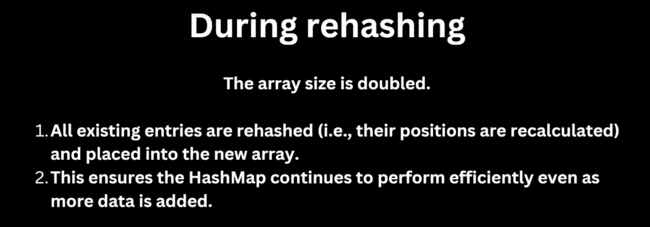 During rehashing
The array size is doubled.
1. All existing entries are rehashed (i.e., their positions are recalculated)
and placed into the new array.
2. This ensures the HashMap continues to perform efficiently even as
more data is added.